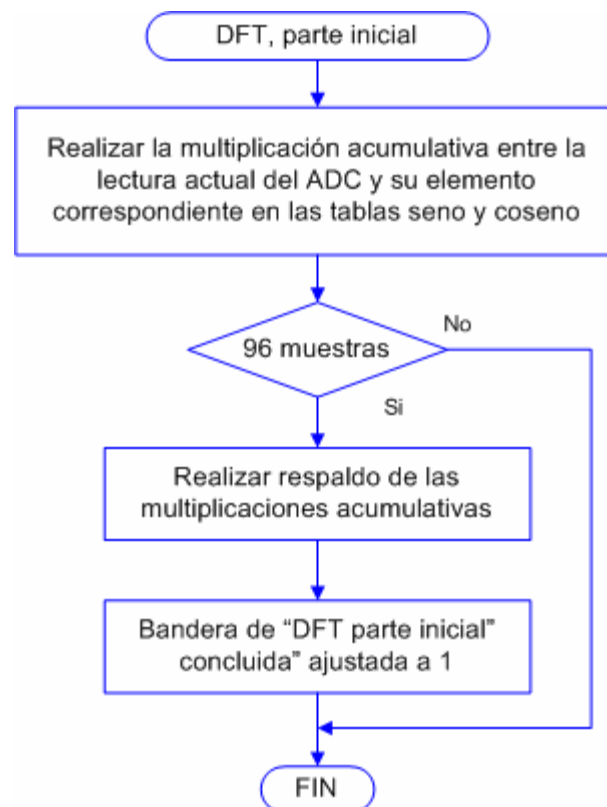 DFT, parte inicial
Realizar la multiplicación acumulativa entre la
lectura actual del ADC y su elemento
correspondiente en las tablas seno y coseno
No
96 muestras
Si
Realizar respaldo de las
multiplicaciones acumulativas
Bandera de “DFT parte inicial”
concluida” ajustada a 1
FIN